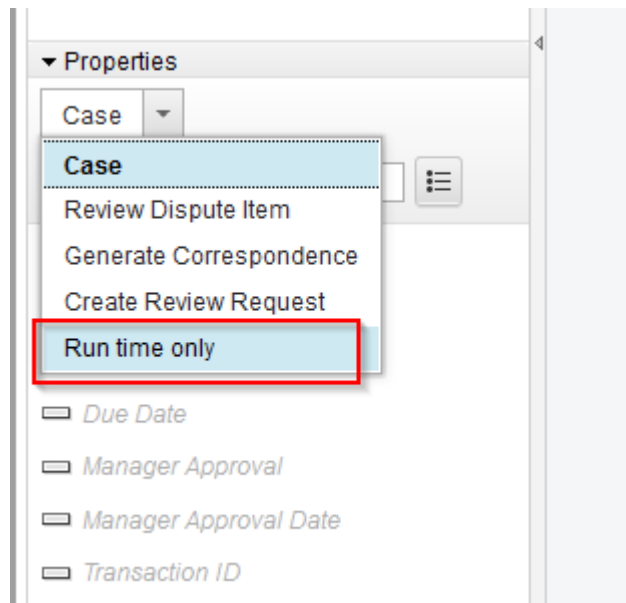 Properties
Case
Case
Review Dispute Item
Generate Correspondence
Create Review Request
Run time only
Due Date
Manager Approval
Manager Approval Date
Transaction ID